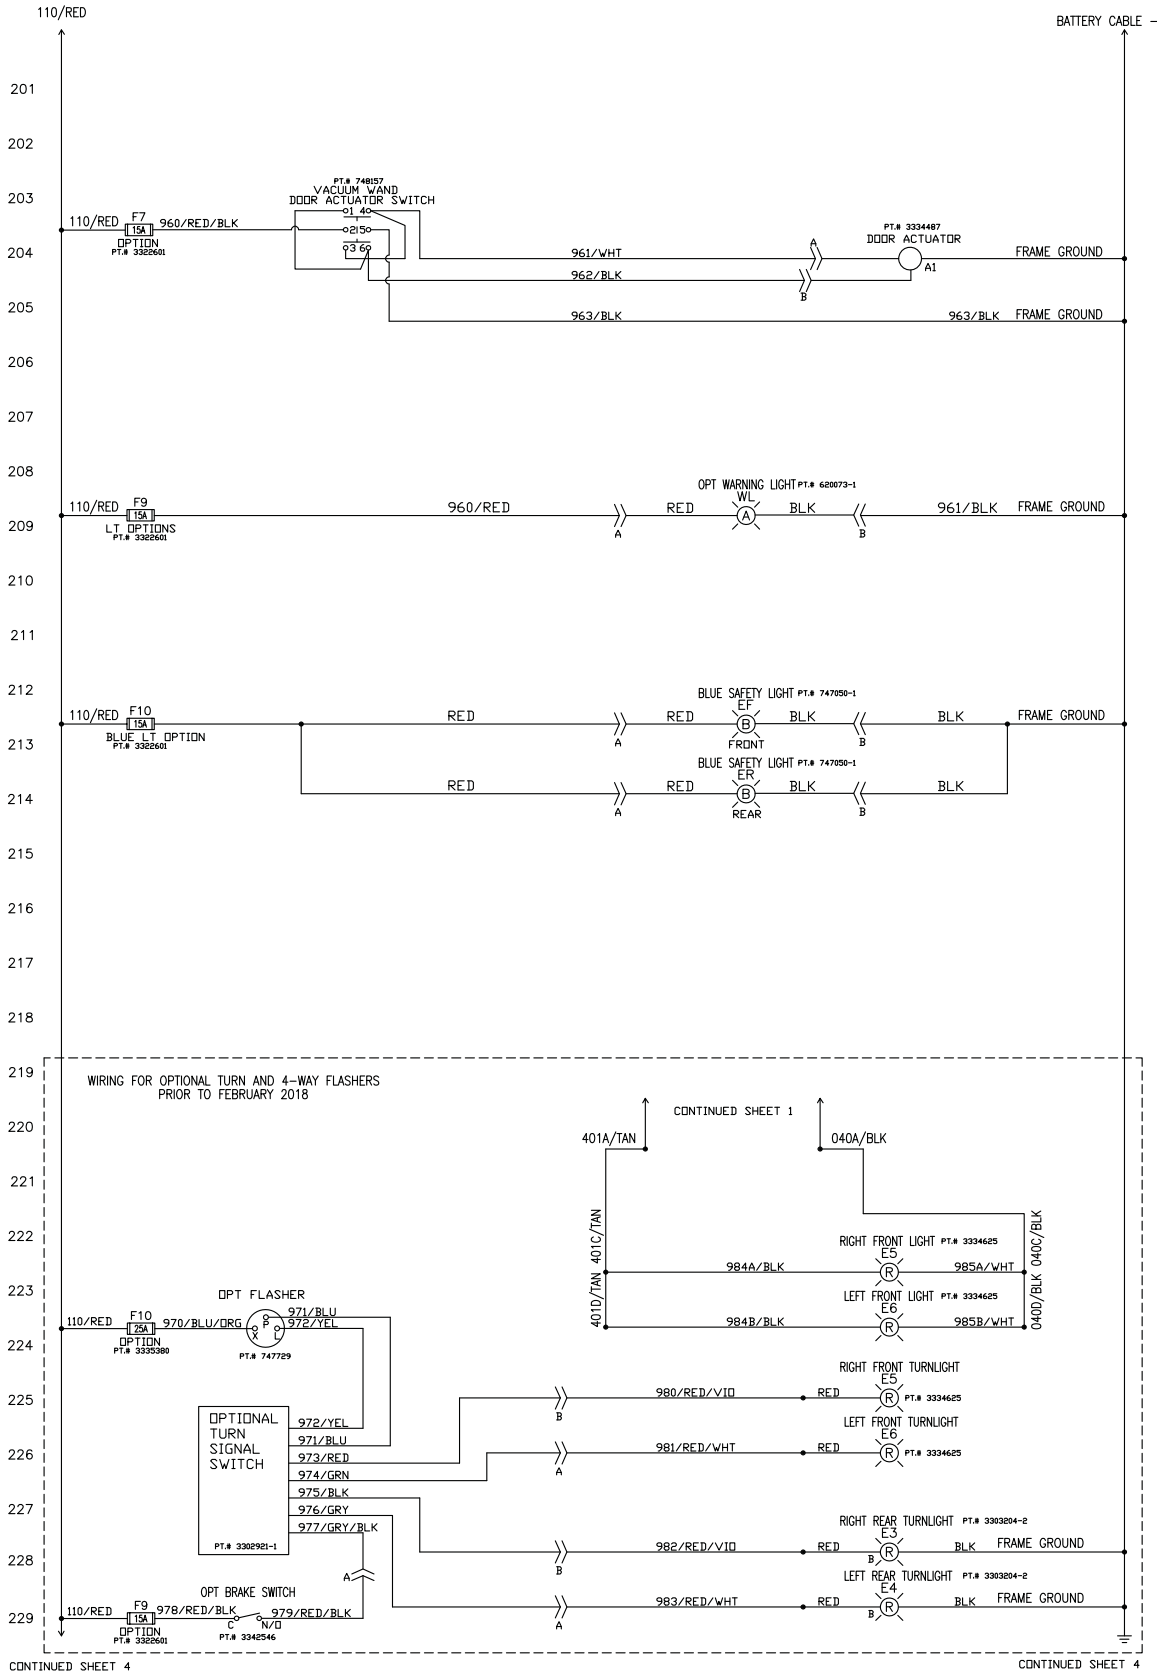 110/RED
BATTERY CABLE -
201
202
203
PT.# 748157
VACUUM WAND
DOOR ACTUATOR SWITCH
110/RED
F7
15A
OPTION
PT.# 3322601
960/RED/BLK
1 4
2 5
3 6
204
961/WHT
A
PT.# 3334487
DOOR ACTUATOR
A1
FRAME GROUND
962/BLK
B
205
963/BLK
963/BLK FRAME GROUND
206
207
208
110/RED
F9
15A
LT OPTIONS
PT.# 3322601
960/RED
A
RED
OPT WARNING LIGHT PT.# 620073-1
WL
A
BLK
B
961/BLK
FRAME GROUND
209
210
211
212
110/RED
F10
15A
BLUE LT OPTION
PT.# 3322601
RED
A
RED
BLUE SAFETY LIGHT PT.# 747050-1
EF
B
FRONT
BLK
B
BLK
FRAME GROUND
213
BLUE SAFETY LIGHT PT.# 747050-1
ER
B
REAR
RED
A
RED
BLK
B
BLK
214
215
216
217
218
219
WIRING FOR OPTIONAL TURN AND 4-WAY FLASHERS
PRIOR TO FEBRUARY 2018
220
CONTINUED SHEET 1
401A/TAN
040A/BLK
221
222
401C/TAN
040C/BLK
RIGHT FRONT LIGHT PT.# 3334625
E5
R
984A/BLK
985A/WHT
223
401D/TAN
040D/BLK
LEFT FRONT LIGHT PT.# 3334625
E6
R
984B/BLK
985B/WHT
OPT FLASHER
110/RED
F10
25A
OPTION
PT.# 3335380
970/BLU/ORG
P
X L
PT.# 747729
971/BLU
972/YEL
224
225
RIGHT FRONT TURNLIGHT
E5
R
PT.# 3334625
980/RED/VIO
B
RED
OPTIONAL
TURN
SIGNAL
SWITCH
PT.# 3302921-1
972/YEL
971/BLU
973/RED
974/GRN
975/BLK
976/GRY
977/GRY/BLK
226
LEFT FRONT TURNLIGHT
E6
R
PT.# 3334625
981/RED/WHT
A
RED
227
RIGHT REAR TURNLIGHT PT.# 3303204-2
E3
B
R
982/RED/VIO
B
RED
BLK
FRAME GROUND
228
A
LEFT REAR TURNLIGHT PT.# 3303204-2
E4
B
R
983/RED/WHT
A
RED
BLK
FRAME GROUND
229
OPT BRAKE SWITCH
110/RED
F9
15A
OPTION
PT.# 3322601
978/RED/BLK
C
N/O
PT.# 3342546
979/RED/BLK
CONTINUED SHEET 4
CONTINUED SHEET 4